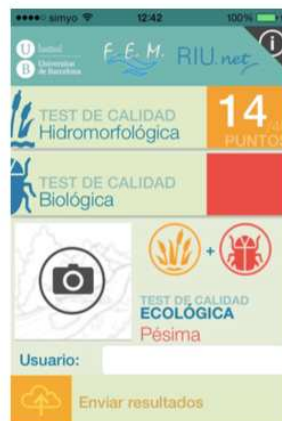 simyo 12:42 100%
U
B
Universitat
de Barcelona
F. E. M.
RIU.net
i
TEST DE CALIDAD
Hidromorfológica
14
PUNTOS
TEST DE CALIDAD
Biológica
+
TEST DE CALIDAD
ECOLÓGICA
Pésima
Usuario:
Enviar resultados